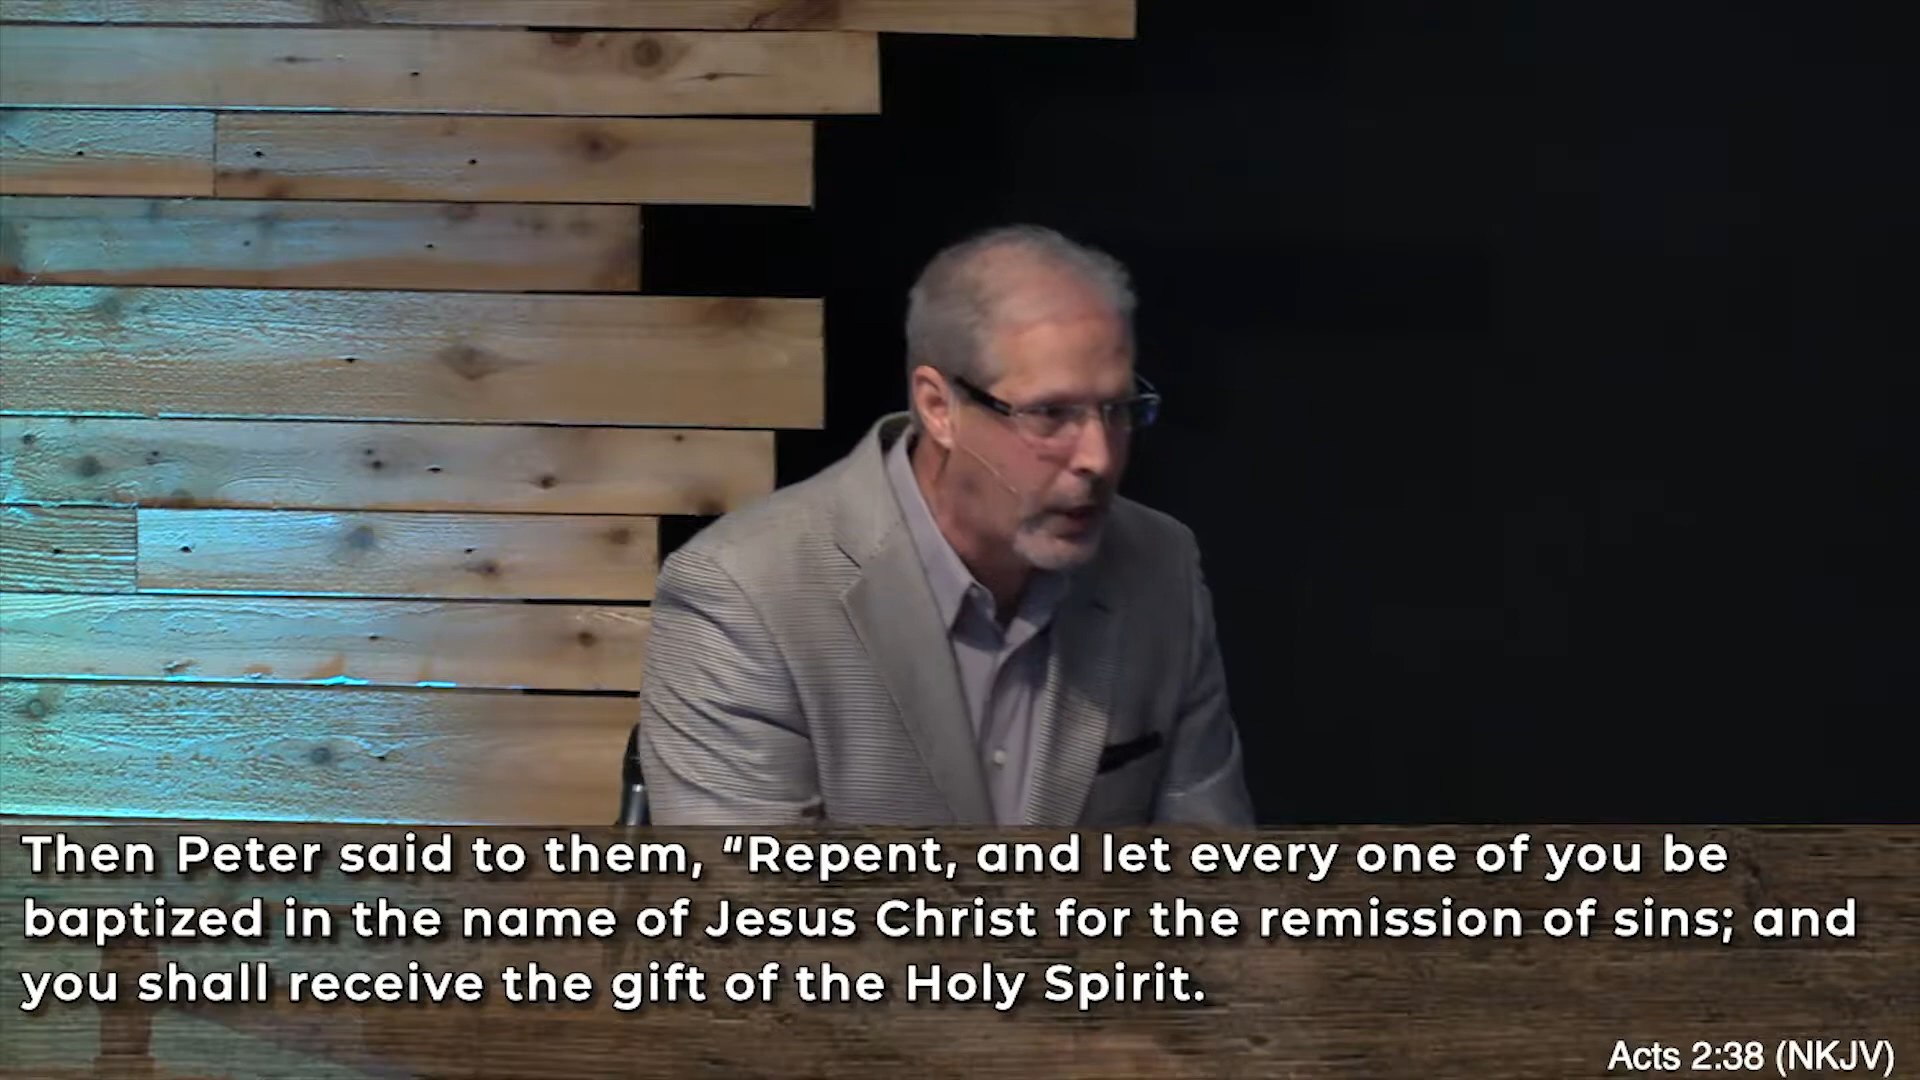 Then Peter said to them, “Repent, and let every one of you be
baptized in the name of Jesus Christ for the remission of sins; and
you shall receive the gift of the Holy Spirit.
Acts 2:38 (NKJV)